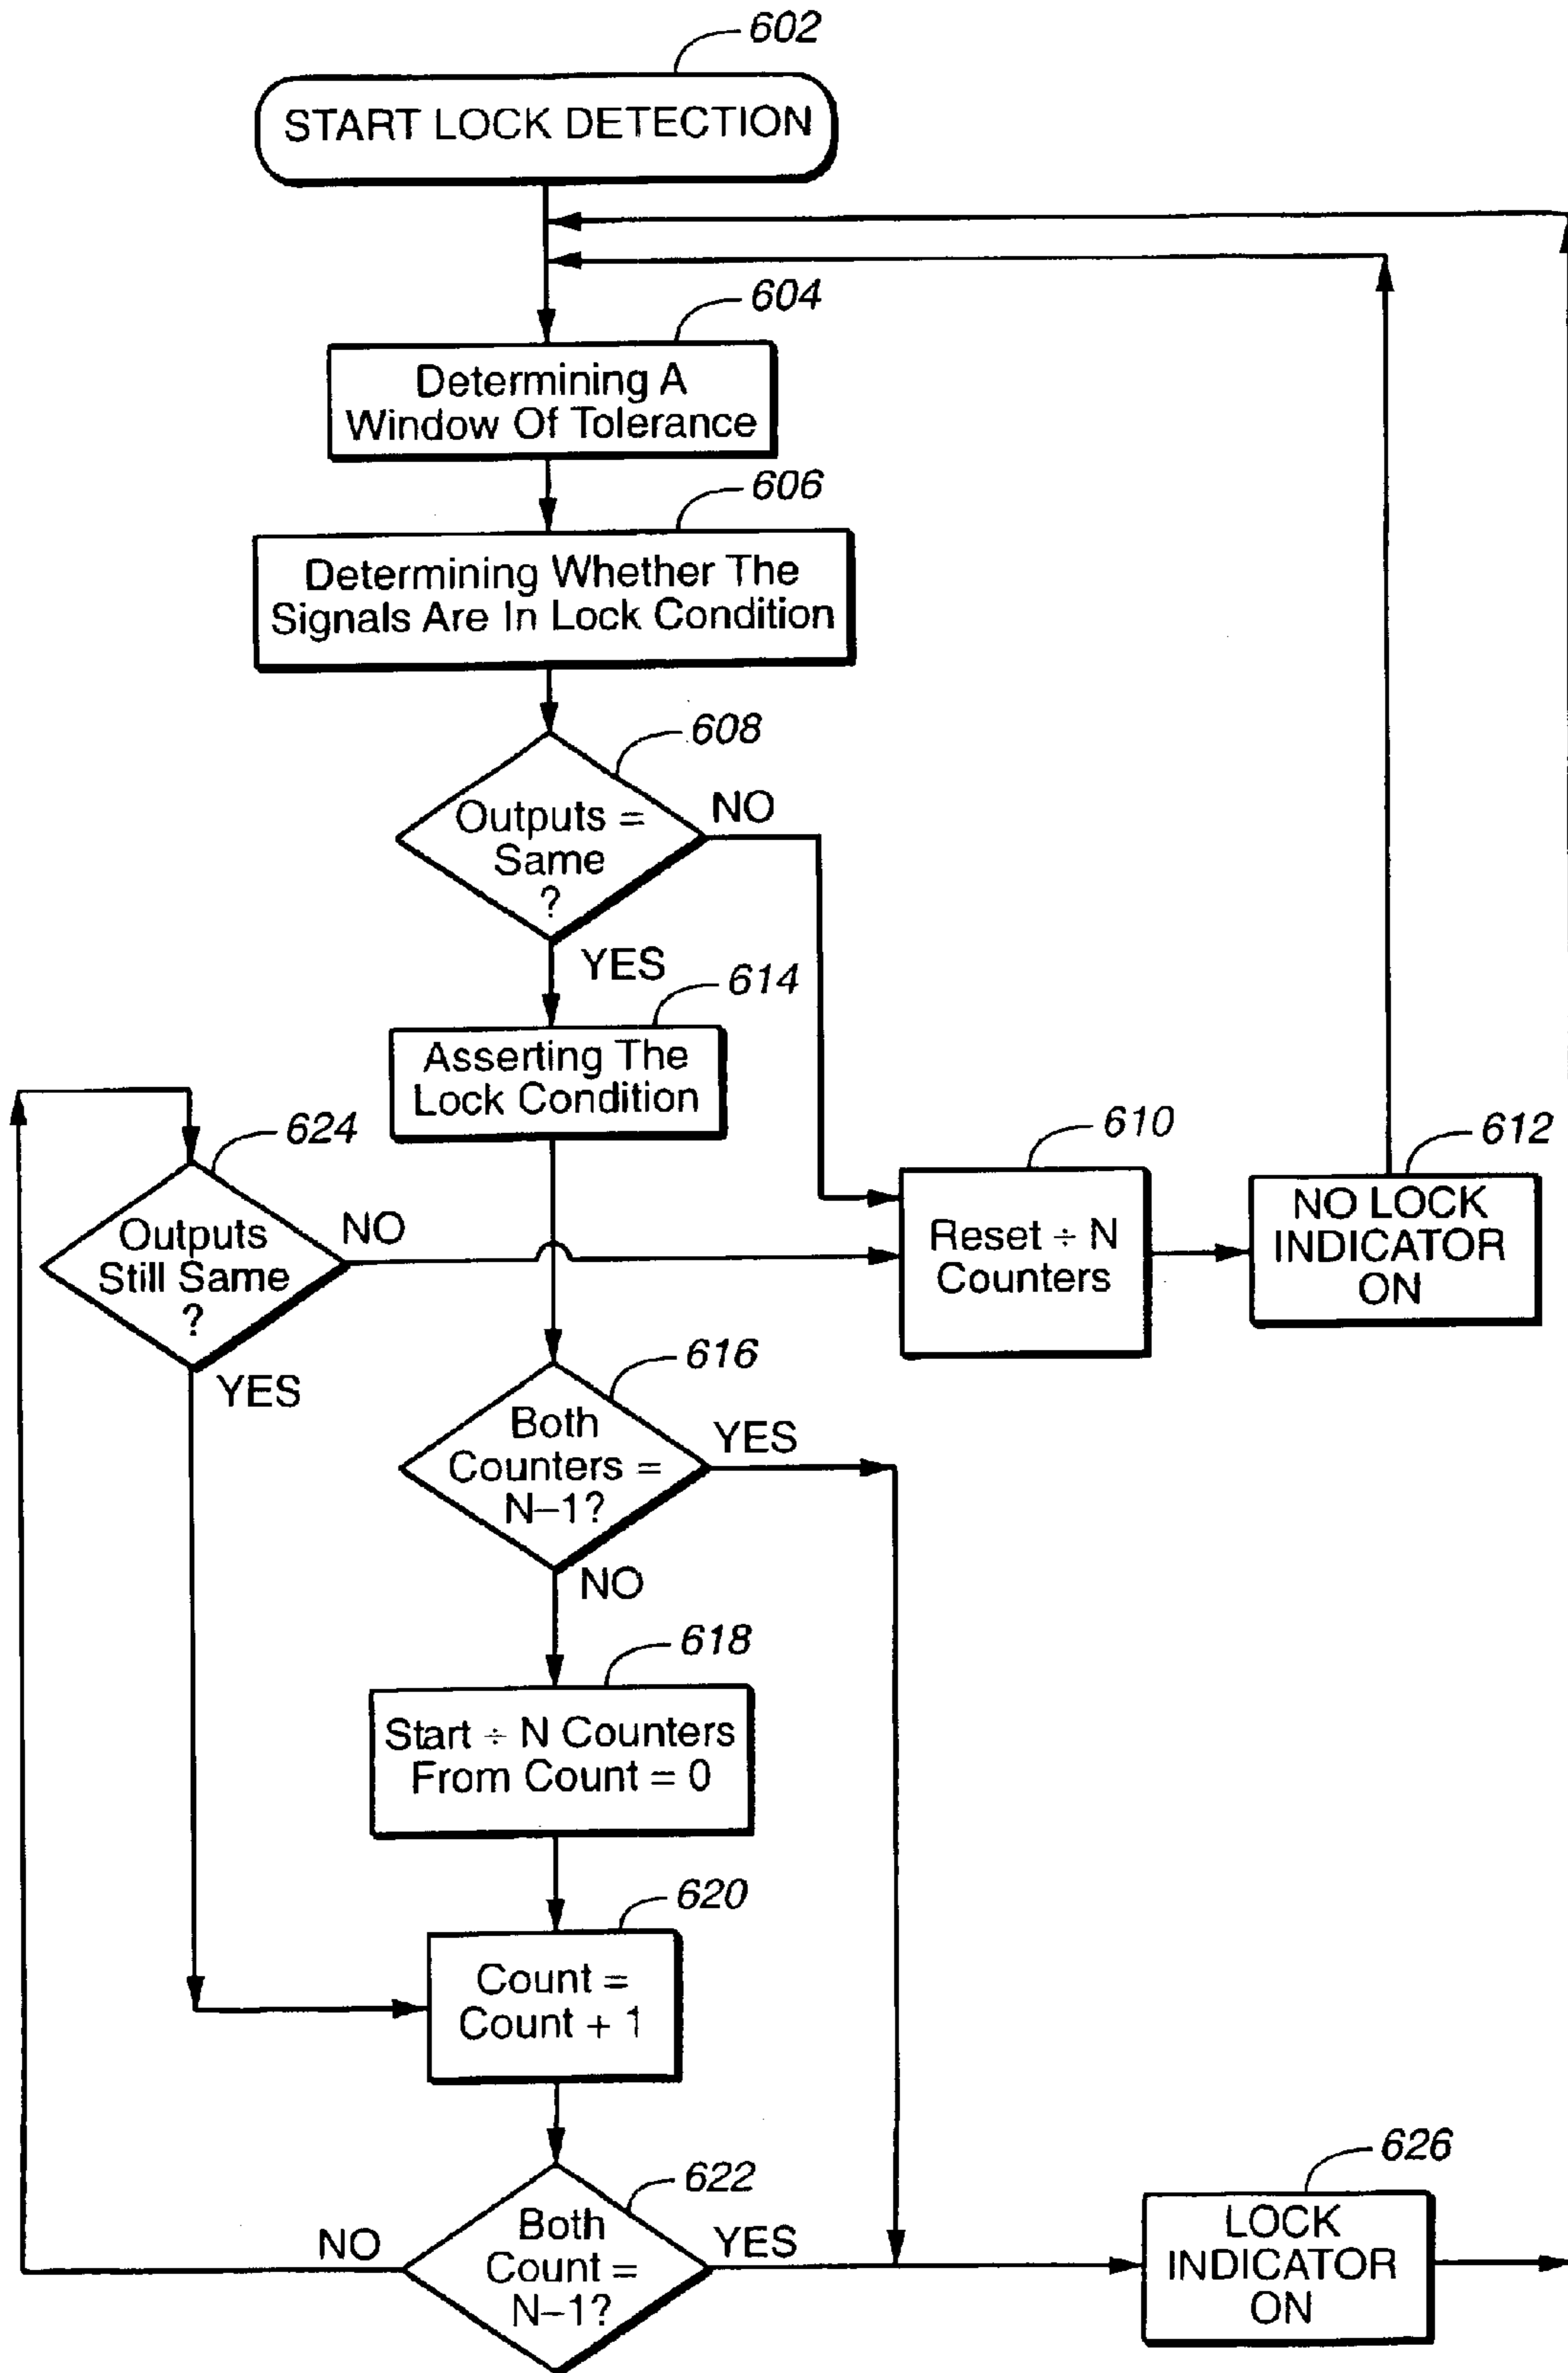 602
START LOCK DETECTION
604
Determining A
Window Of Tolerance
606
Determining Whether The
Signals Are In Lock Condition
608
Outputs =
Same
?
NO
YES
614
Asserting The
Lock Condition
624
Outputs
Still Same
?
NO
YES
610
Reset ÷ N
Counters
612
NO LOCK
INDICATOR
ON
616
Both
Counters =
N–1?
YES
NO
618
Start ÷ N Counters
From Count = 0
620
Count =
Count + 1
622
Both
Count =
N–1?
NO
YES
626
LOCK
INDICATOR
ON